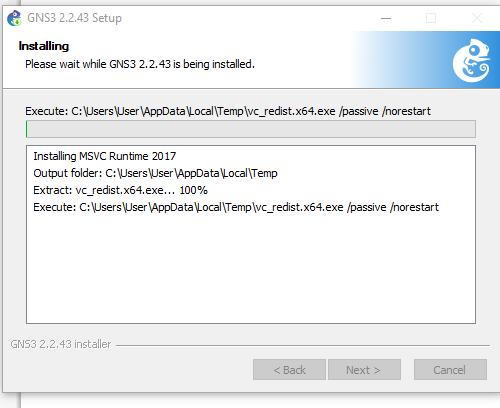 GNS3 2.2.43 Setup
Installing
Please wait while GNS3 2.2.43 is being installed.
Execute: C:\Users\User\AppData\Local\Temp\vc_redist.x64.exe /passive /norestart
Installing MSVC Runtime 2017
Output folder: C:\Users\User\AppData\Local\Temp
Extract: vc_redist.x64.exe... 100%
Execute: C:\Users\User\AppData\Local\Temp\vc_redist.x64.exe /passive /norestart
GNS3 2.2.43 installer
< Back Next > Cancel